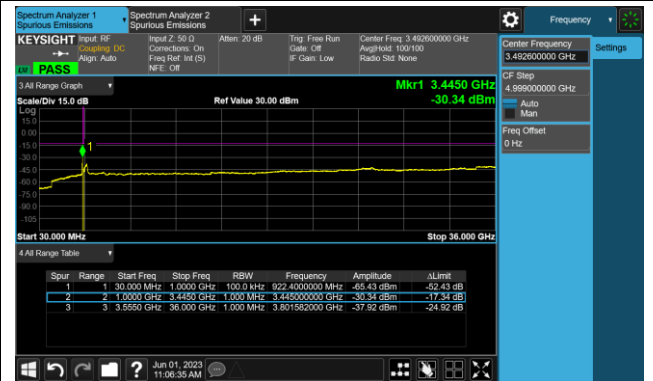 Spectrum Analyzer 1
Spurious Emissions
Spectrum Analyzer 2
Spurious Emissions
+
Frequency
KEYSIGHT
Input: RF
Coupling: DC
Align: Auto
Input Z: 50 Ω
Corrections: On
Freq Ref: Int (S)
NFE: Off
Atten: 20 dB
Trig: Free Run
Gate: Off
IF Gain: Low
Center Freq: 3.492600000 GHz
Avg|Hold: 100/100
Radio Std: None
LNI PASS
Center Frequency
3.492600000 GHz
Settings
CF Step
4.999000000 GHz
Auto
Man
Freq Offset
0 Hz
3 All Range Graph
Mkr1 3.4450 GHz
Scale/Div 15.0 dB
Ref Value 30.00 dBm
-30.34 dBm
Log
15.0
0.00
-15.0
-30.0
-45.0
-60.0
-75.0
-90.0
-105
1
Start 30.000 MHz
Stop 36.000 GHz
4 All Range Table
Spur Range Start Freq Stop Freq RBW Frequency Amplitude ΔLimit
1 1 30.000 MHz 1.0000 GHz 100.0 kHz 922.4000000 MHz -65.43 dBm -52.43 dB
2 2 1.0000 GHz 3.4450 GHz 1.000 MHz 3.445000000 GHz -30.34 dBm -17.34 dB
3 3 3.5550 GHz 36.000 GHz 1.000 MHz 3.801582000 GHz -37.92 dBm -24.92 dB
?
Jun 01, 2023
11:06:35 AM